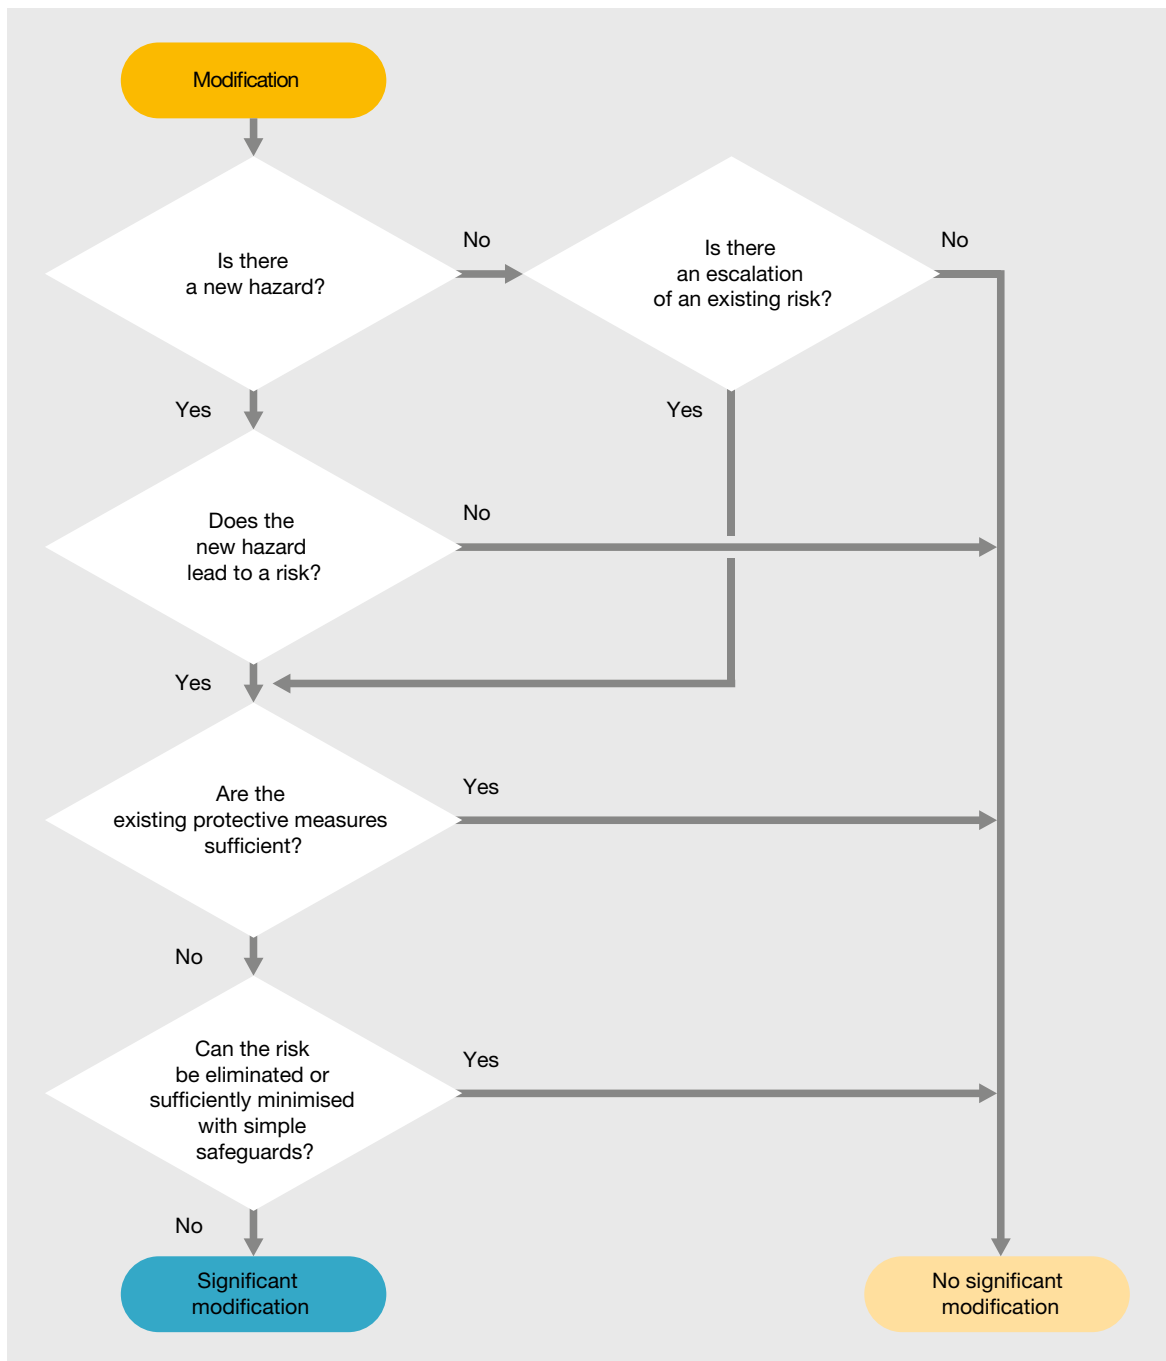 Modification
Is there
a new hazard?
No
Is there
an escalation
of an existing risk?
No
Yes
Yes
Does the
new hazard
lead to a risk?
No
Yes
Are the
existing protective measures
sufficient?
Yes
No
Can the risk
be eliminated or
sufficiently minimised
with simple
safeguards?
Yes
No
Significant
modification
No significant
modification